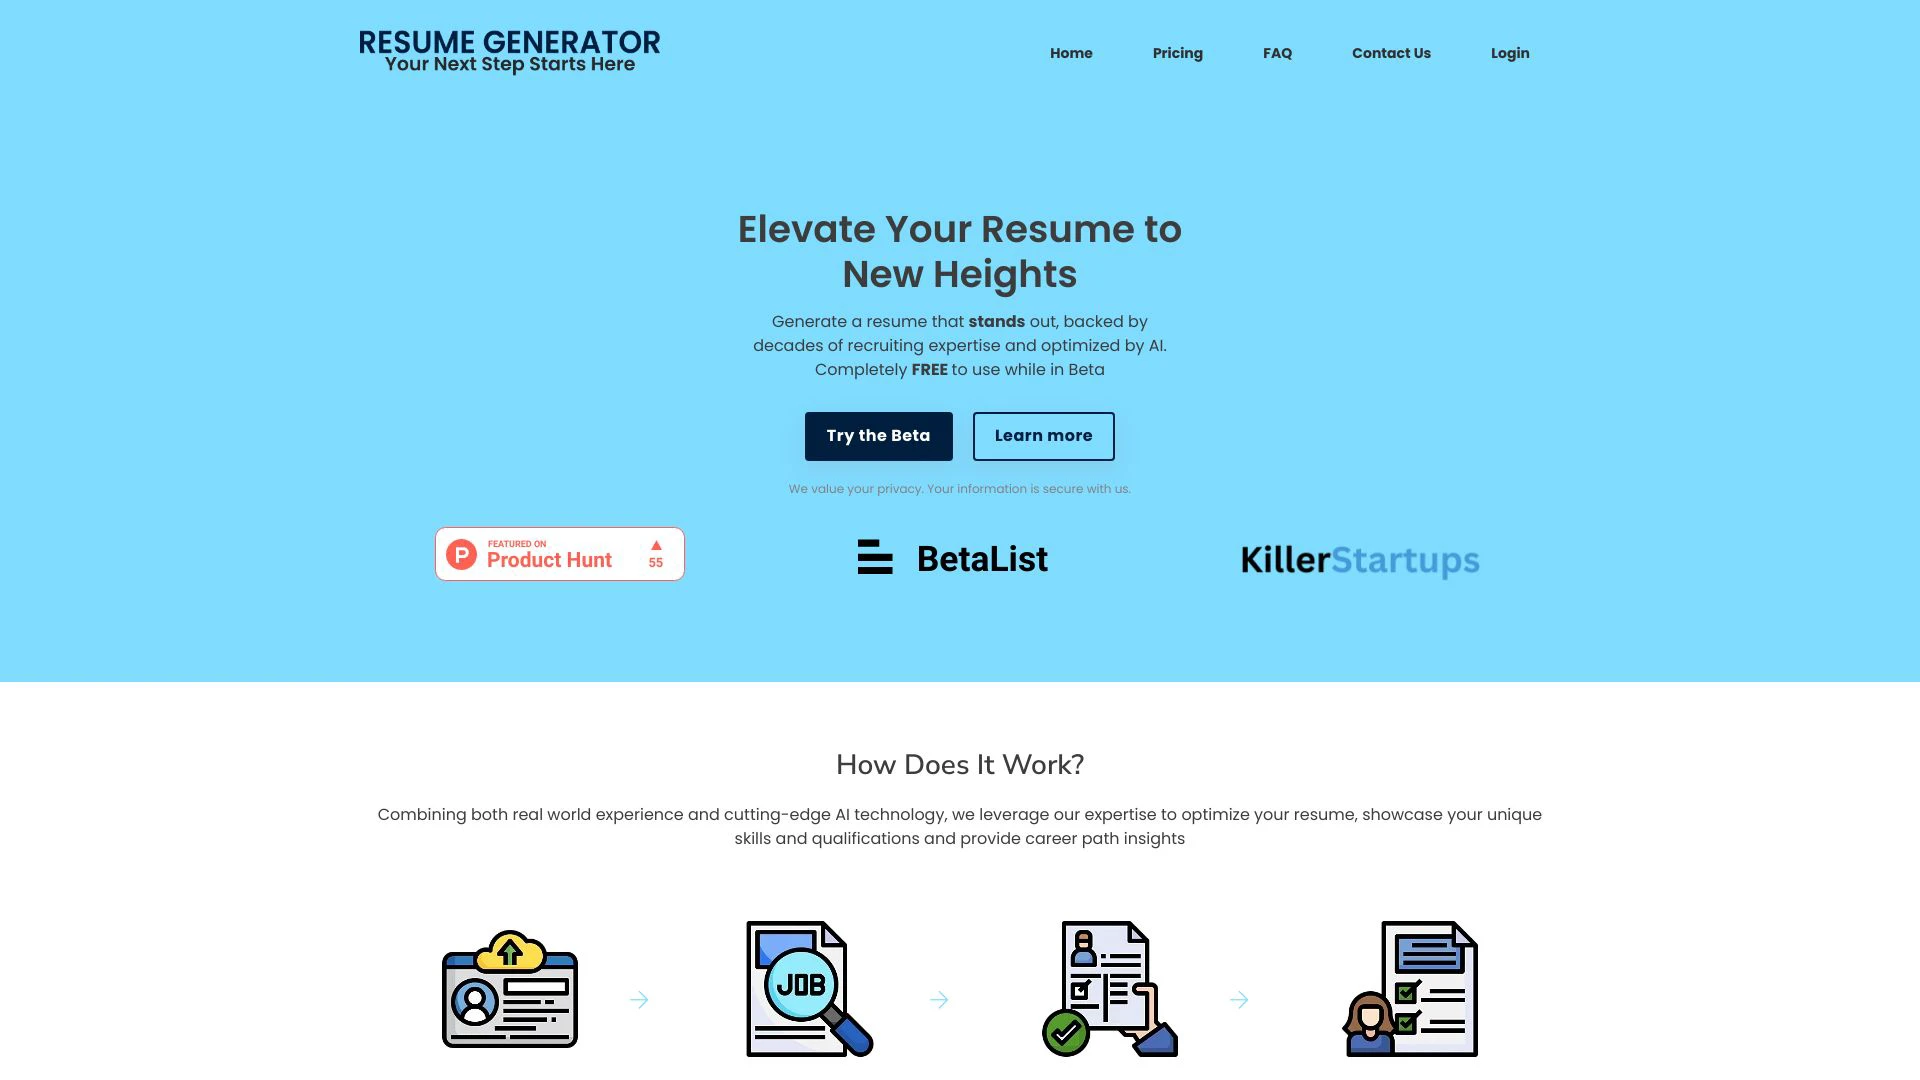 RESUME GENERATOR
Your Next Step Starts Here
Home
Pricing
FAQ
Contact Us
Login
Elevate Your Resume to
New Heights
Generate a resume that stands out, backed by
decades of recruiting expertise and optimized by AI.
Completely FREE to use while in Beta
Try the Beta
Learn more
We value your privacy. Your information is secure with us.
P
FEATURED ON
Product Hunt
▲
55
BetaList
KillerStartups
How Does It Work?
Combining both real world experience and cutting-edge AI technology, we leverage our expertise to optimize your resume, showcase your unique
skills and qualifications and provide career path insights
JOB